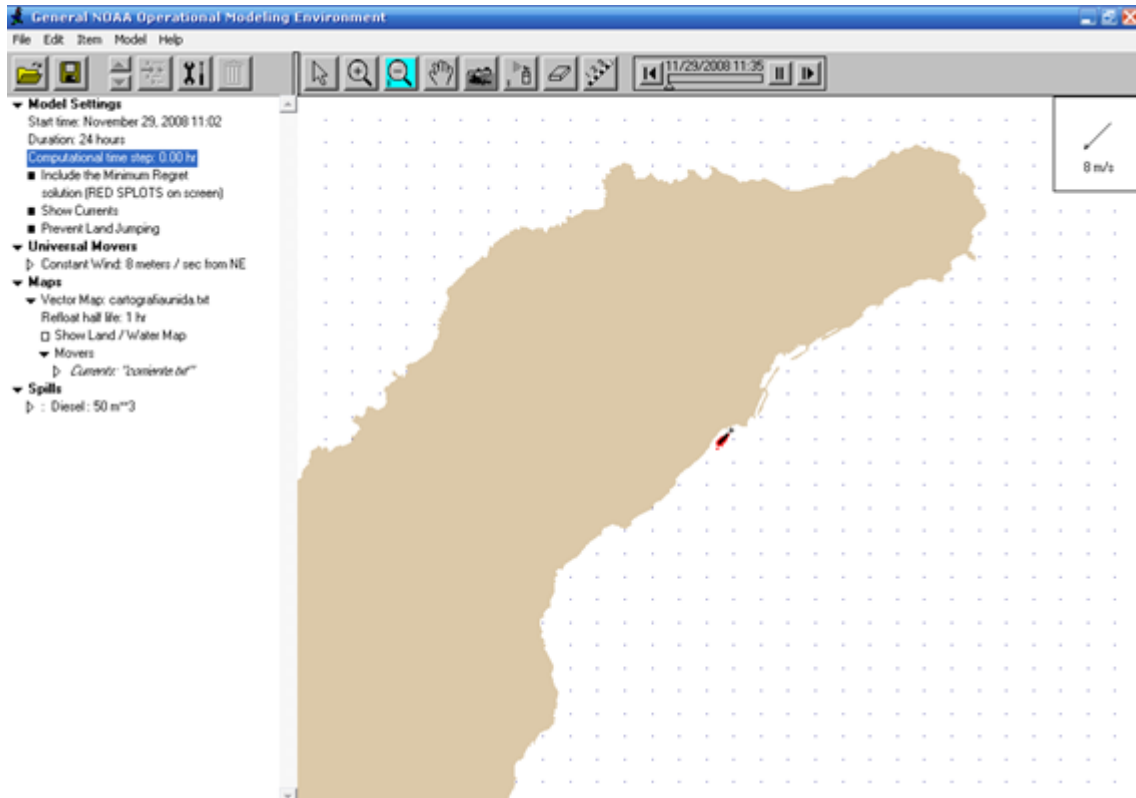 General NOAA Operational Modeling Environment
File Edit Item Model Help
11/29/2008 11:35
Model Settings
Start time: November 29, 2008 11:02
Duration: 24 hours
Computational time step: 0.00 hr
Include the Minimum Regret
solution (RED SPLOTS on screen)
Show Currents
Prevent Land Jumping
Universal Movers
Constant Wind: 8 meters / sec from NE
Maps
Vector Map: cartografiaunida.txt
Refloat half life: 1 hr
Show Land / Water Map
Movers
Currents: "corriente.txt"
Spills
: Diesel : 50 m**3
8 m/s